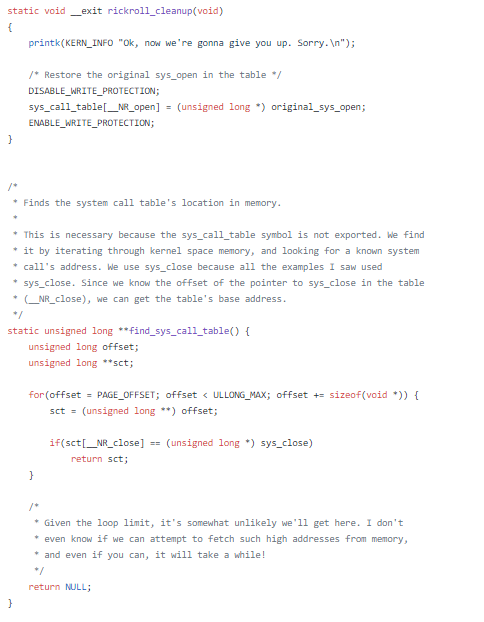 static void __exit rickroll_cleanup(void)
{
    printk(KERN_INFO "Ok, now we're gonna give you up. Sorry.\n");

    /* Restore the original sys_open in the table */
    DISABLE_WRITE_PROTECTION;
    sys_call_table[__NR_open] = (unsigned long *) original_sys_open;
    ENABLE_WRITE_PROTECTION;
}


/*
 * Finds the system call table's location in memory.
 *
 * This is necessary because the sys_call_table symbol is not exported. We find
 * it by iterating through kernel space memory, and looking for a known system
 * call's address. We use sys_close because all the examples I saw used
 * sys_close. Since we know the offset of the pointer to sys_close in the table
 * (__NR_close), we can get the table's base address.
 */
static unsigned long **find_sys_call_table() {
    unsigned long offset;
    unsigned long **sct;

    for(offset = PAGE_OFFSET; offset < ULLONG_MAX; offset += sizeof(void *)) {
        sct = (unsigned long **) offset;

        if(sct[__NR_close] == (unsigned long *) sys_close)
            return sct;
    }

    /*
     * Given the loop limit, it's somewhat unlikely we'll get here. I don't
     * even know if we can attempt to fetch such high addresses from memory,
     * and even if you can, it will take a while!
     */
    return NULL;
}